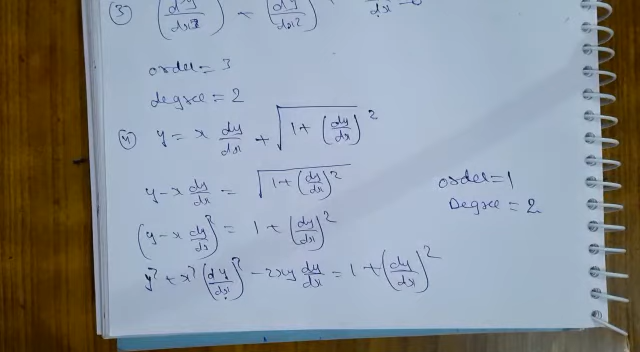 (3)
order = 3
degree = 2
(4) y = x dy/dx + √(1 + (dy/dx)²)
y - x dy/dx = √(1 + (dy/dx)²)
order = 1
Degree = 2
(y - x dy/dx)² = 1 + (dy/dx)²
y² + x² (dy/dx)² - 2xy dy/dx = 1 + (dy/dx)²